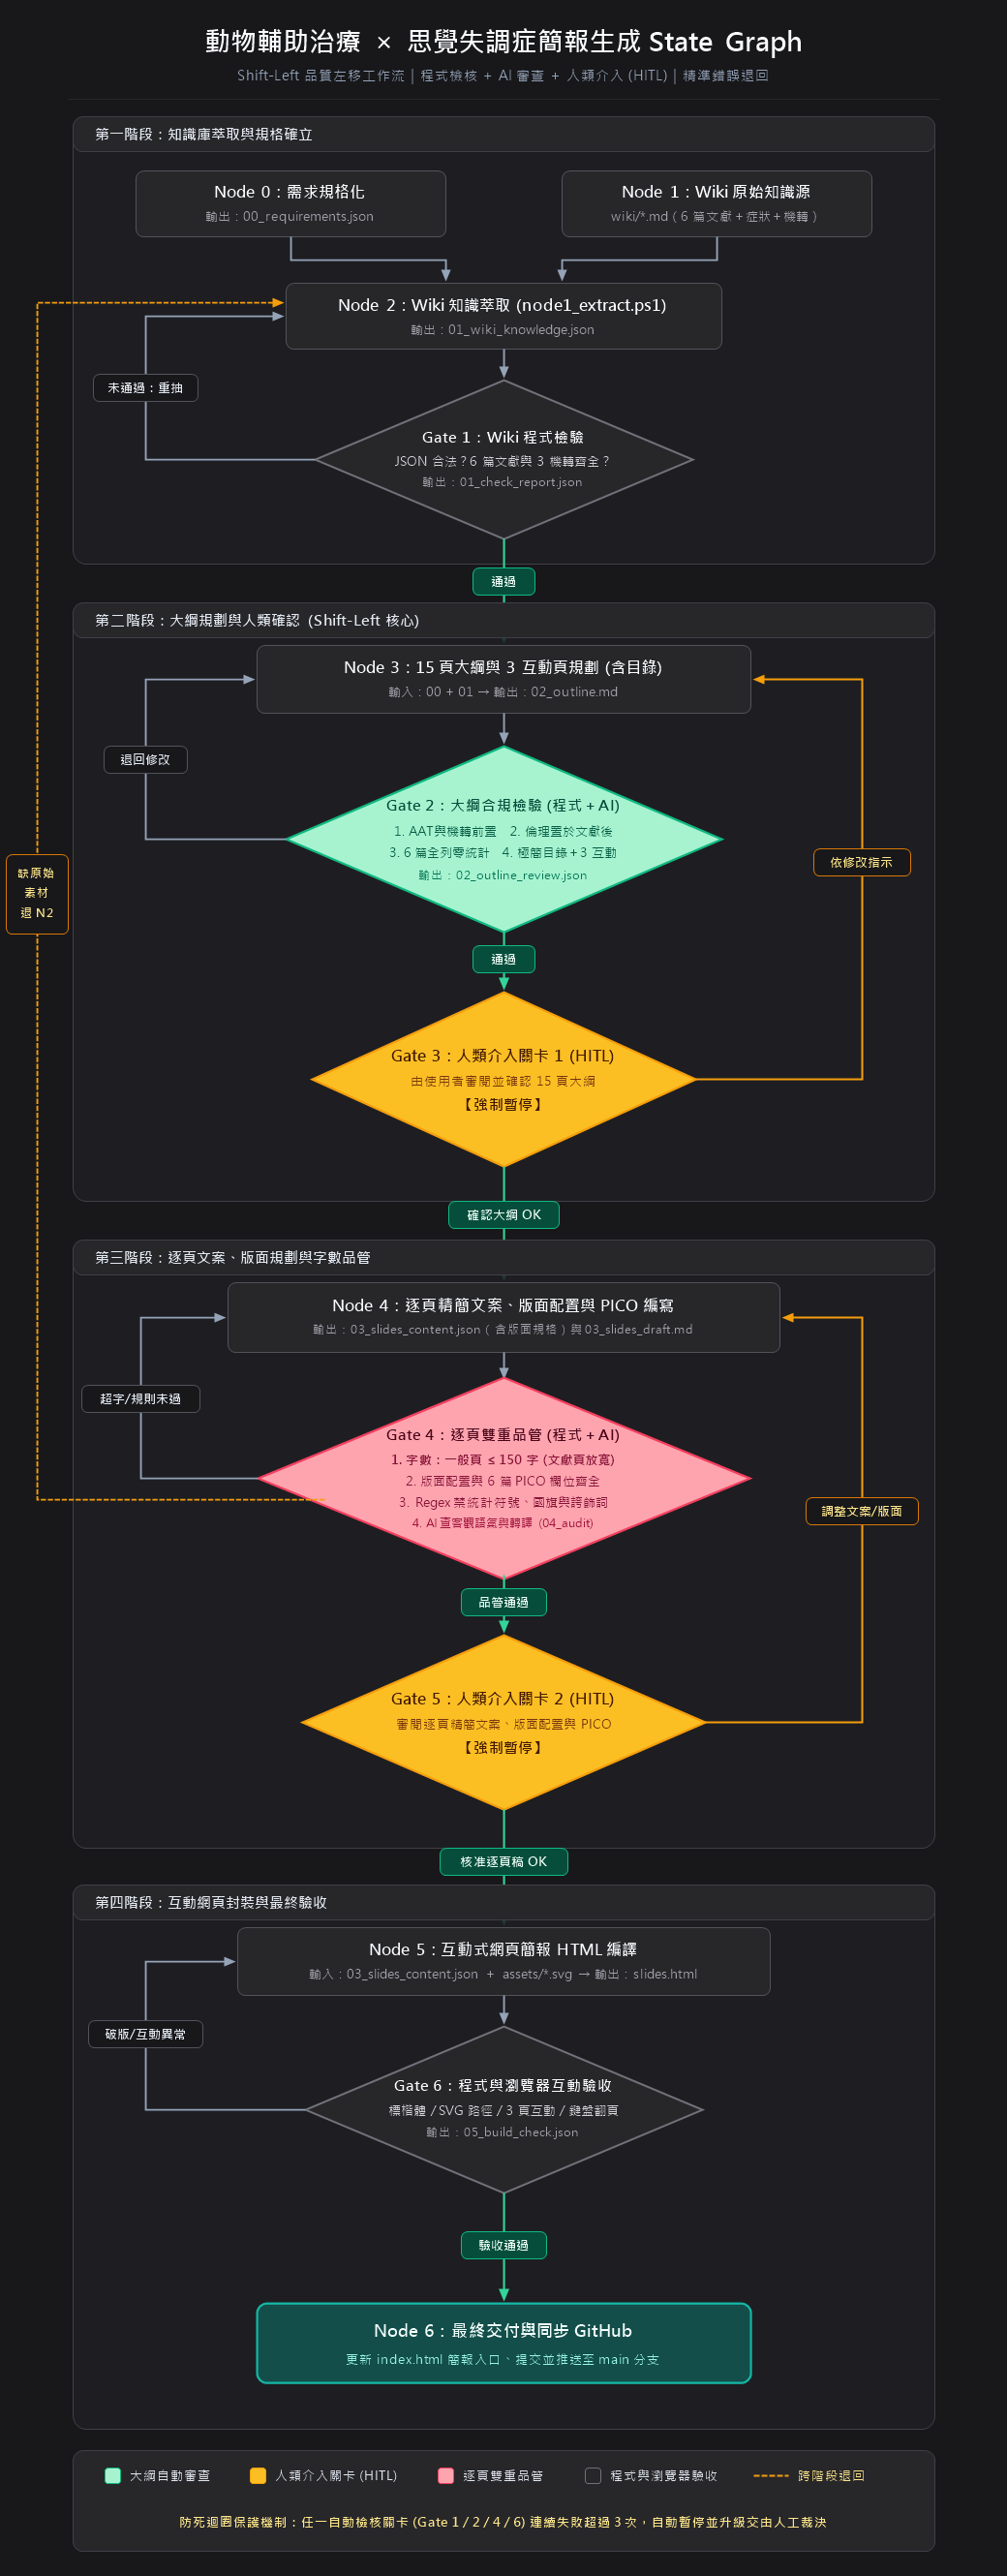 動物輔助治療 × 思覺失調症簡報生成 State Graph
Shift-Left 品質左移工作流 | 程式檢核 + AI 審查 + 人類介入 (HITL) | 精準錯誤退回
第一階段：知識庫萃取與規格確立
Node 0：需求規格化
輸出：00_requirements.json
Node 1：Wiki 原始知識源
wiki/*.md（6 篇文獻＋症狀＋機轉）
Node 2：Wiki 知識萃取 (node1_extract.ps1)
輸出：01_wiki_knowledge.json
未通過：重抽
Gate 1：Wiki 程式檢驗
JSON 合法？6 篇文獻與 3 機轉齊全？
輸出：01_check_report.json
通過
第二階段：大綱規劃與人類確認 (Shift-Left 核心)
Node 3：15 頁大綱與 3 互動頁規劃 (含目錄)
輸入：00 + 01 → 輸出：02_outline.md
退回修改
Gate 2：大綱合規檢驗 (程式＋AI)
1. AAT與機轉前置 2. 倫理置於文獻後
3. 6 篇全列零統計 4. 極簡目錄＋3 互動
輸出：02_outline_review.json
依修改指示
缺原始
素材
退 N2
通過
Gate 3：人類介入關卡 1 (HITL)
由使用者審閱並確認 15 頁大綱
【強制暫停】
確認大綱 OK
第三階段：逐頁文案、版面規劃與字數品管
Node 4：逐頁精簡文案、版面配置與 PICO 編寫
輸出：03_slides_content.json（含版面規格）與 03_slides_draft.md
超字/規則未過
Gate 4：逐頁雙重品管 (程式＋AI)
1. 字數：一般頁 ≤ 150 字 (文獻頁放寬)
2. 版面配置與 6 篇 PICO 欄位齊全
3. Regex 禁統計符號、國旗與誇飾詞
4. AI 查客觀語氣與轉譯 (04_audit)
調整文案/版面
品管通過
Gate 5：人類介入關卡 2 (HITL)
審閱逐頁精簡文案、版面配置與 PICO
【強制暫停】
核准逐頁稿 OK
第四階段：互動網頁封裝與最終驗收
Node 5：互動式網頁簡報 HTML 編譯
輸入：03_slides_content.json + assets/*.svg → 輸出：slides.html
破版/互動異常
Gate 6：程式與瀏覽器互動驗收
標楷體 / SVG 路徑 / 3 頁互動 / 鍵盤翻頁
輸出：05_build_check.json
驗收通過
Node 6：最終交付與同步 GitHub
更新 index.html 簡報入口、提交並推送至 main 分支
大綱自動審查 人類介入關卡 (HITL) 逐頁雙重品管 程式與瀏覽器驗收 跨階段退回
防死迴圈保護機制：任一自動檢核關卡 (Gate 1 / 2 / 4 / 6) 連續失敗超過 3 次，自動暫停並升級交由人工裁決